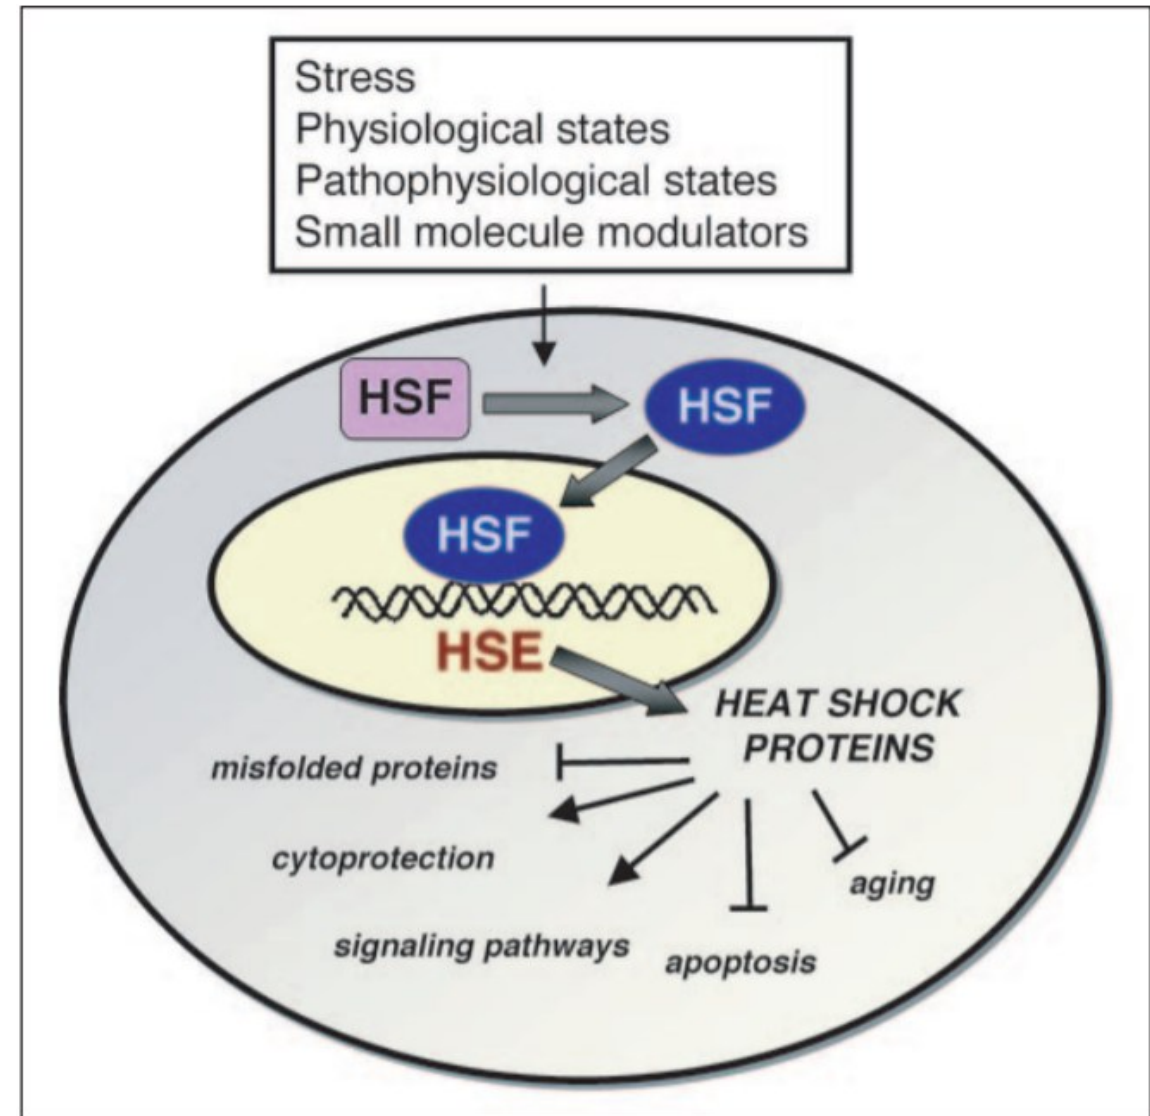 Stress
Physiological states
Pathophysiological states
Small molecule modulators
HSF
HSF
HSF
HSE
HEAT SHOCK
PROTEINS
misfolded proteins
cytoprotection
aging
signaling pathways
apoptosis